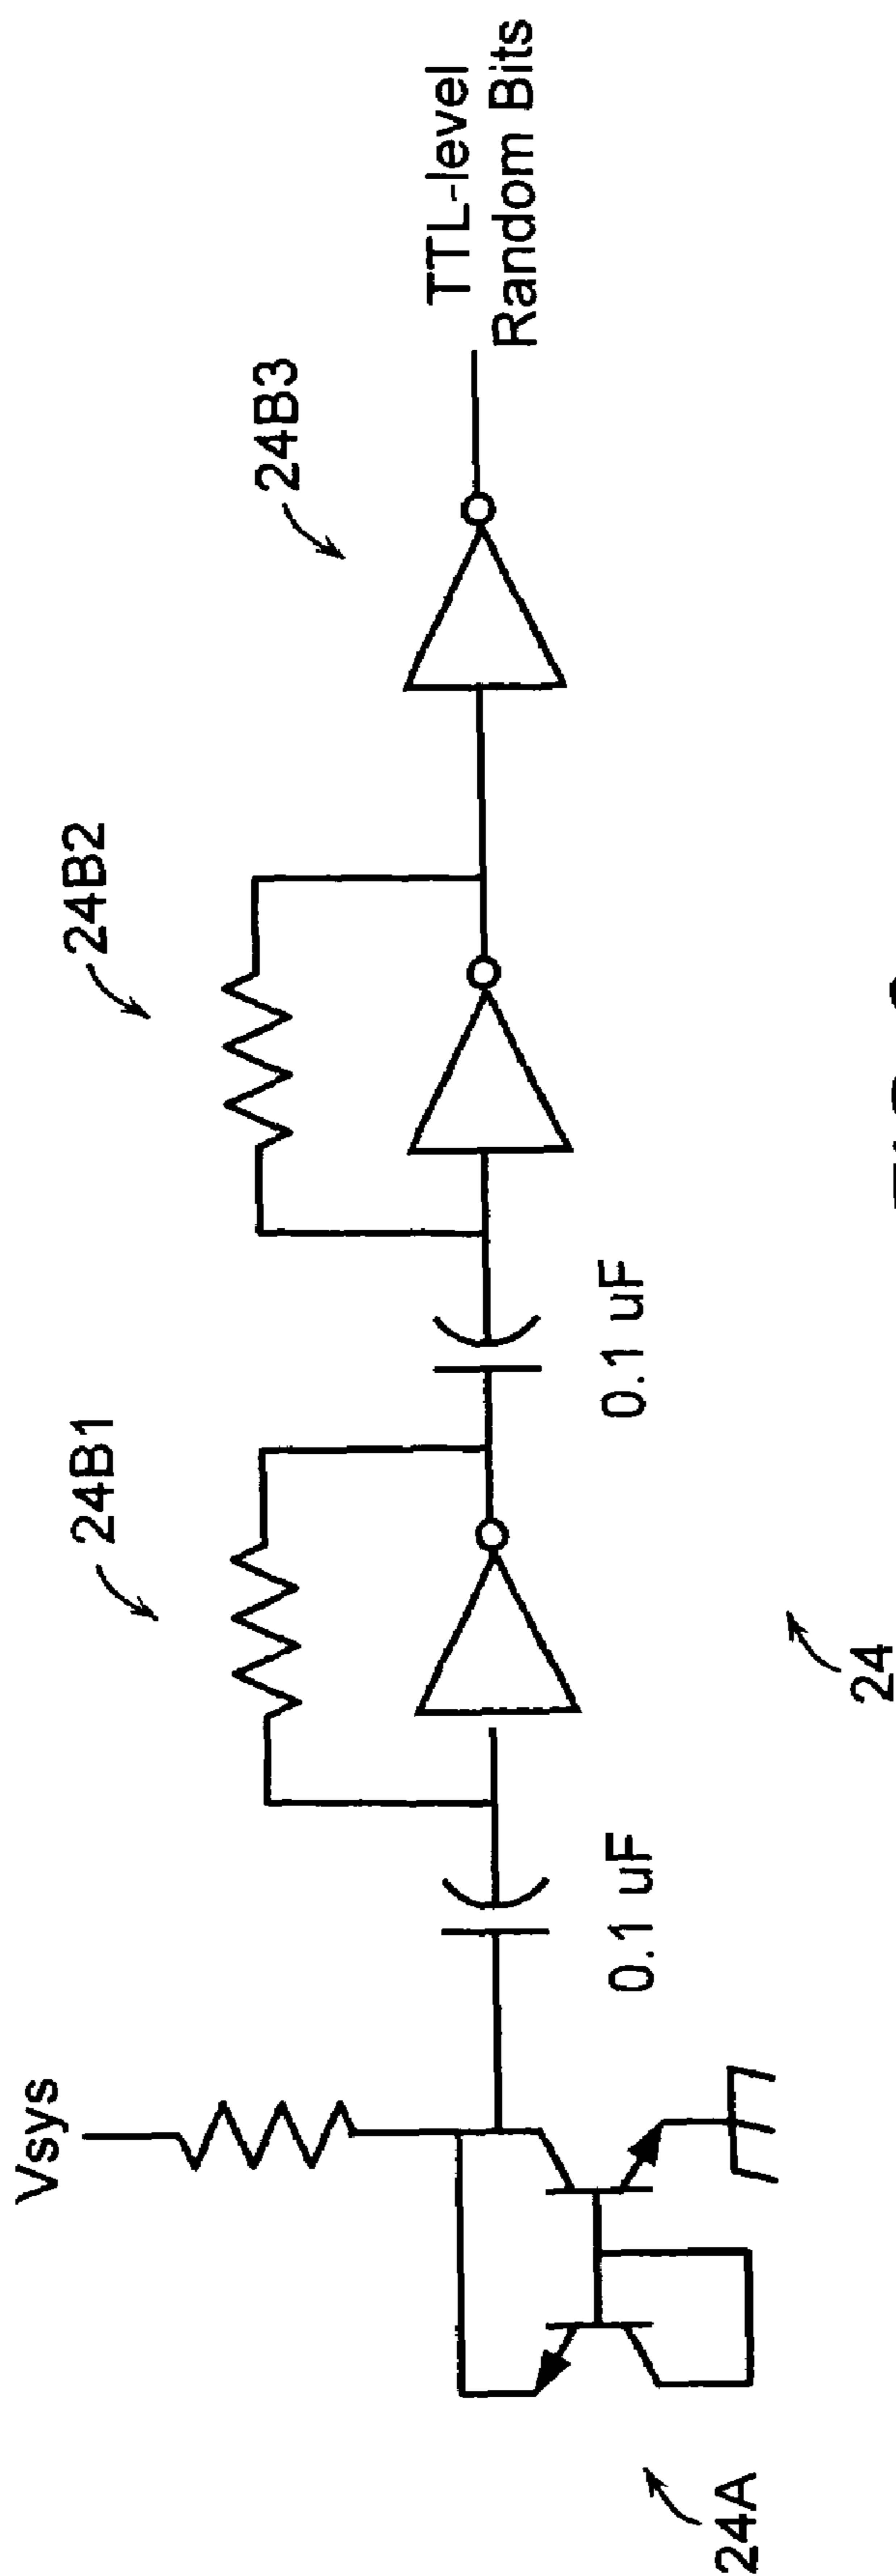 Vsys
24A
0.1 uF
24B1
0.1 uF
24B2
24B3
TTL-level
Random Bits
24